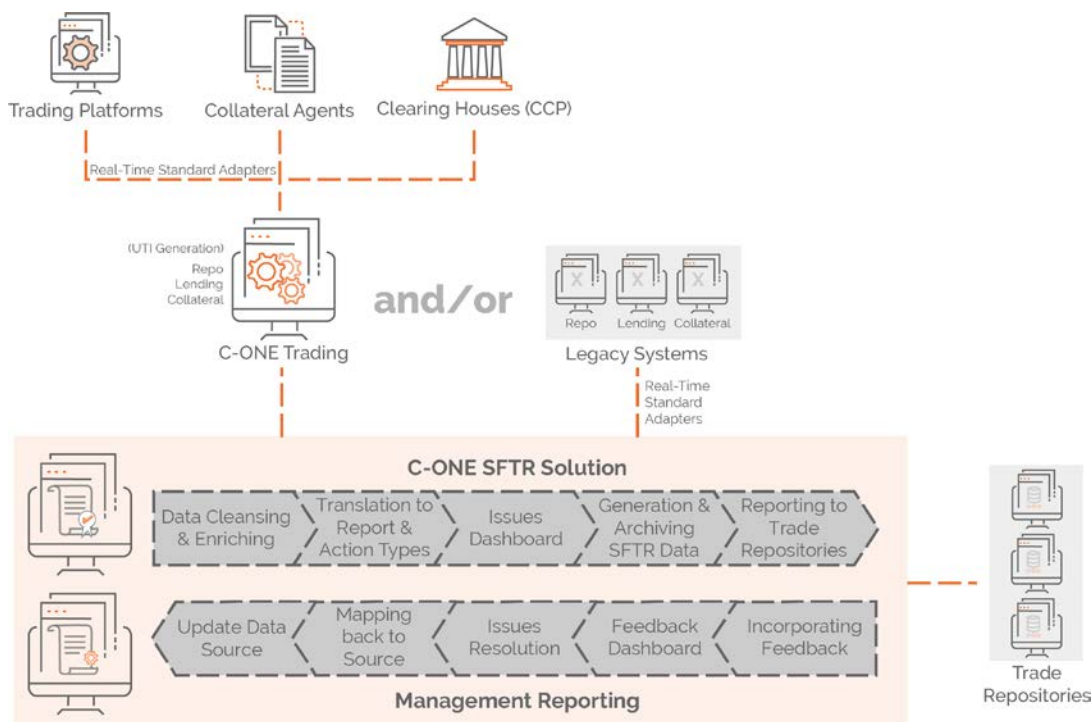 Trading Platforms
Collateral Agents
Clearing Houses (CCP)
Real-Time Standard Adapters
(UTI Generation)
Repo
Lending
Collateral
C-ONE Trading
and/or
X
X
X
Repo
Lending
Collateral
Legacy Systems
Real-Time
Standard
Adapters
C-ONE SFTR Solution
Data Cleansing
& Enriching
Translation to
Report &
Action Types
Issues
Dashboard
Generation &
Archiving
SFTR Data
Reporting to
Trade
Repositories
Update Data
Source
Mapping
back to
Source
Issues
Resolution
Feedback
Dashboard
Incorporating
Feedback
Management Reporting
Trade
Repositories